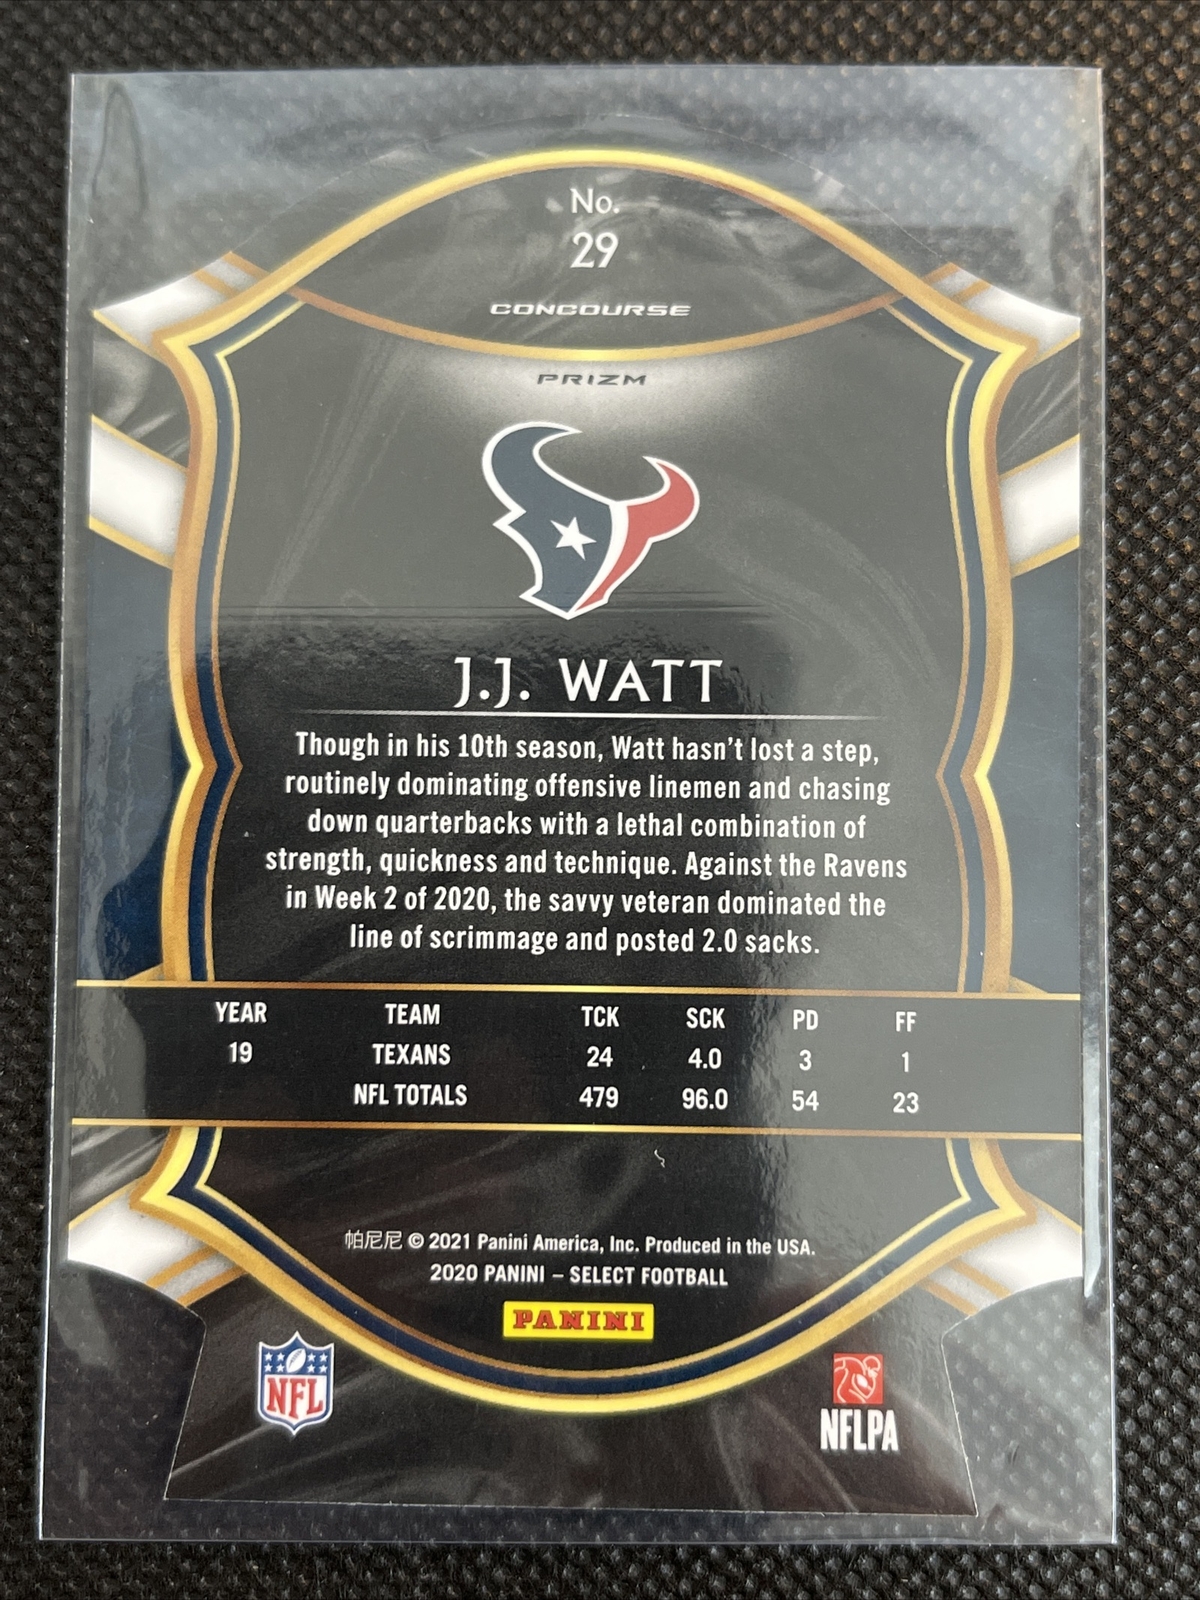 No.
29
CONCOURSE
PRIZM
J.J. WATT
Though in his 10th season, Watt hasn't lost a step,
routinely dominating offensive linemen and chasing
down quarterbacks with a lethal combination of
strength, quickness and technique. Against the Ravens
in Week 2 of 2020, the savvy veteran dominated the
line of scrimmage and posted 2.0 sacks.
YEAR TEAM TCK SCK PD FF
19 TEXANS 24 4.0 3 1
NFL TOTALS 479 96.0 54 23
帕尼尼 © 2021 Panini America, Inc. Produced in the USA.
2020 PANINI – SELECT FOOTBALL
PANINI
NFL
NFLPA